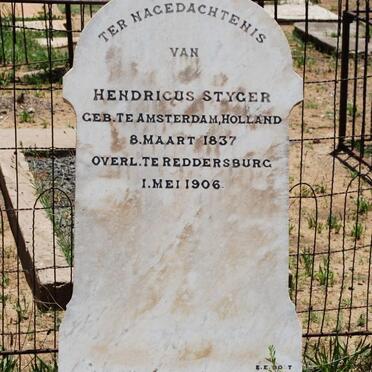 TER NAGEDACHTENIS
VAN
HENDRICUS STYGER
GEB. TE AMSTERDAM, HOLLAND
8. MAART 1837
OVERL. TE REDDERSBURG
1. MEI 1906